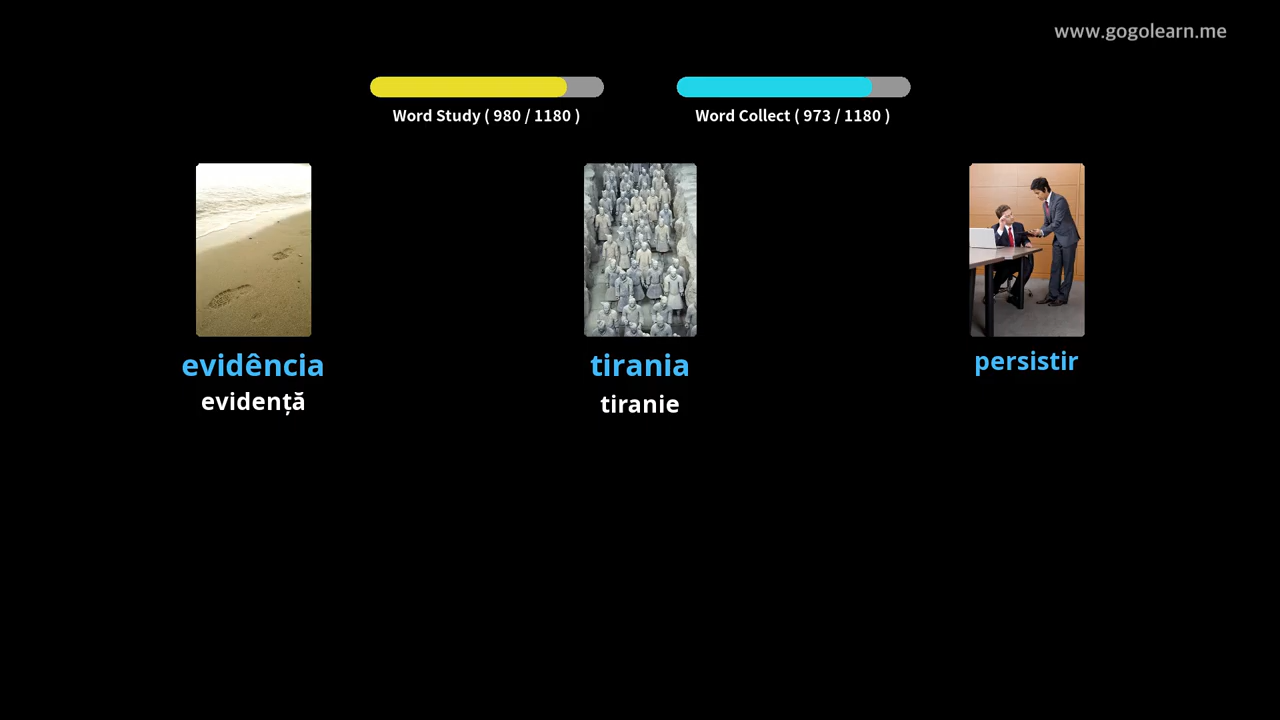 www.gogolearn.me
Word Study ( 980 / 1180 )
Word Collect ( 973 / 1180 )
evidência
evidență
tirania
tiranie
persistir